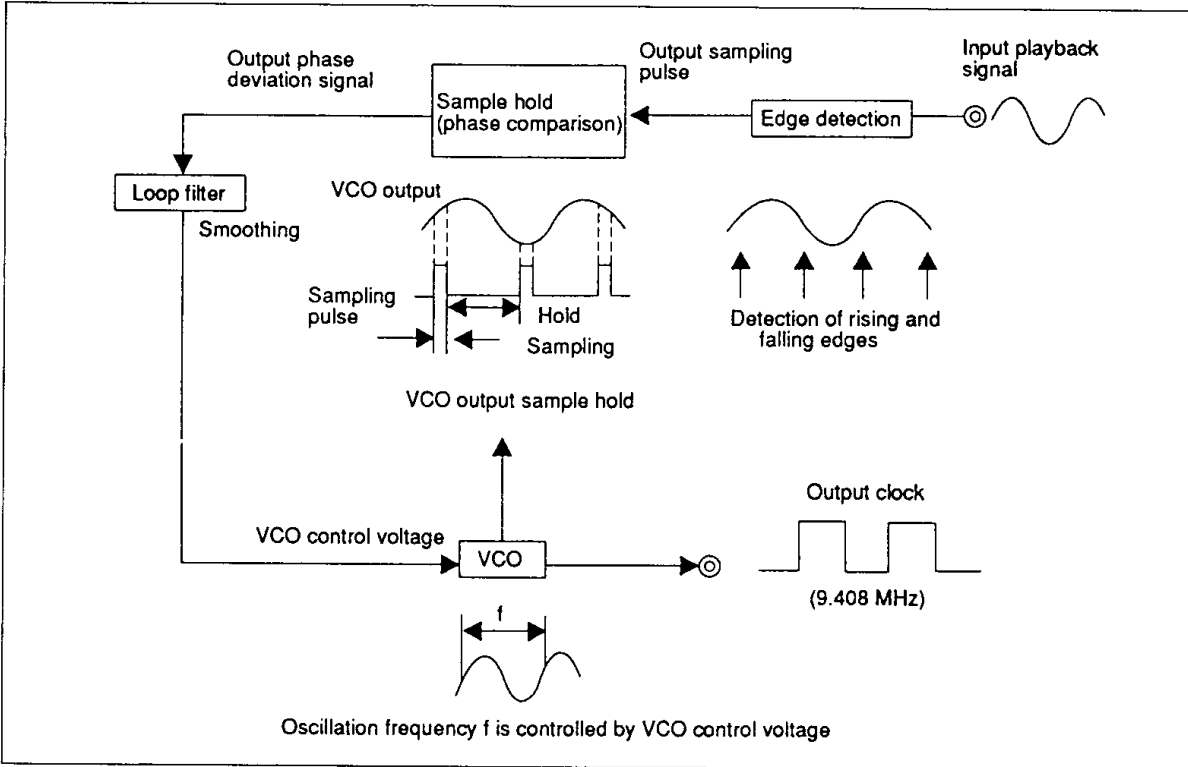 Output phase
deviation signal
Output sampling
pulse
Input playback
signal
Sample hold
(phase comparison)
Edge detection
Loop filter
Smoothing
VCO output
Sampling
pulse
Hold
Sampling
Detection of rising and
falling edges
VCO output sample hold
Output clock
VCO control voltage
VCO
(9.408 MHz)
f
Oscillation frequency f is controlled by VCO control voltage